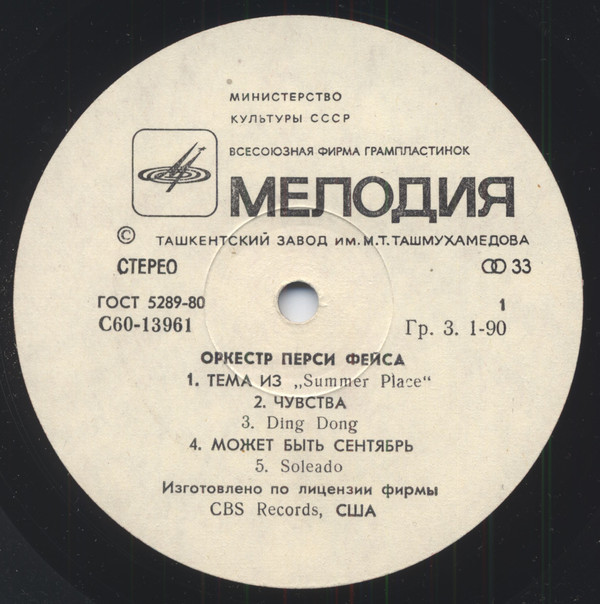 МИНИСТЕРСТВО
КУЛЬТУРЫ СССР
ВСЕСОЮЗНАЯ ФИРМА ГРАМПЛАСТИНОК
МЕЛОДИЯ
© ТАШКЕНТСКИЙ ЗАВОД ИМ. М.Т. ТАШМУХАМЕДОВА
СТЕРЕО
33
ГОСТ 5289-80
1
С60-13961
Гр. 3. 1-90
ОРКЕСТР ПЕРСИ ФЕЙСА
1. ТЕМА ИЗ „Summer Place“
2. ЧУВСТВА
3. Ding Dong
4. МОЖЕТ БЫТЬ СЕНТЯБРЬ
5. Soleado
Изготовлено по лицензии фирмы
CBS Records, США